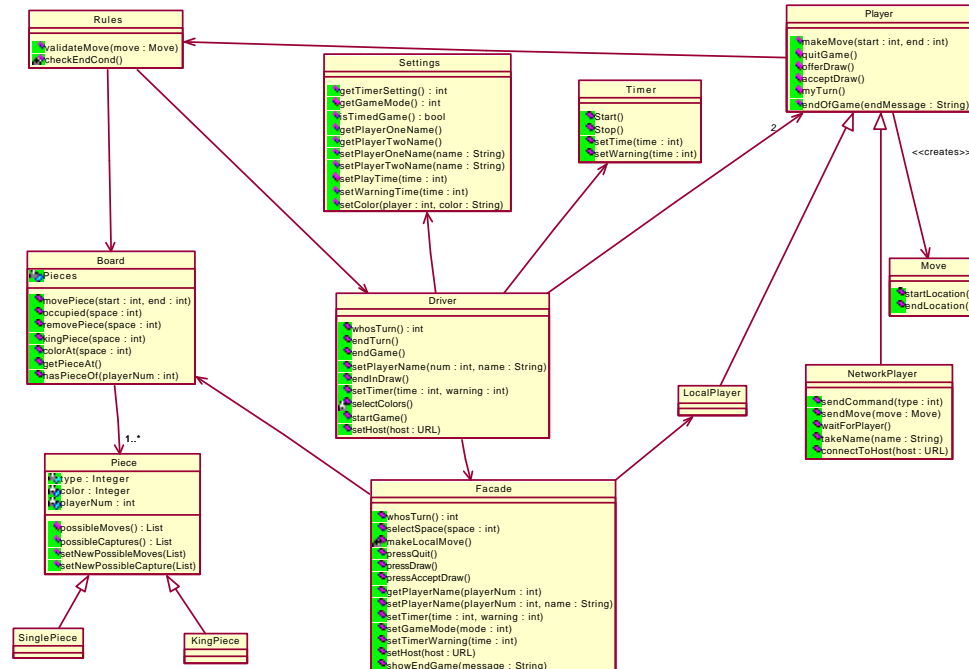 Rules
validateMove(move : Move)
checkEndCond()
Settings
getTimerSetting() : int
getGameMode() : int
isTimedGame() : bool
getPlayerOneName()
getPlayerTwoName()
setPlayerOneName(name : String)
setPlayerTwoName(name : String)
setPlayTime(time : int)
setWarningTime(time : int)
setColor(player : int, color : String)
Timer
Start()
Stop()
setTime(time : int)
setWarning(time : int)
Player
makeMove(start : int, end : int)
quitGame()
offerDraw()
acceptDraw()
myTurn()
endOfGame(endMessage : String)
2
<<creates>>
Board
Pieces
movePiece(start : int, end : int)
occupied(space : int)
removePiece(space : int)
kingPiece(space : int)
colorAt(space : int)
getPieceAt()
hasPieceOf(playerNum : int)
Driver
whosTurn() : int
endTurn()
endGame()
setPlayerName(num : int, name : String)
endInDraw()
setTimer(time : int, warning : int)
selectColors()
startGame()
setHost(host : URL)
Move
startLocation(
endLocation(
LocalPlayer
NetworkPlayer
sendCommand(type : int)
sendMove(move : Move)
waitForPlayer()
takeName(name : String)
connectToHost(host : URL)
1..*
Piece
type : Integer
color : Integer
playerNum : int
possibleMoves() : List
possibleCaptures() : List
setNewPossibleMoves(List)
setNewPossibleCapture(List)
SinglePiece
KingPiece
Facade
whosTurn() : int
selectSpace(space : int)
makeLocalMove()
pressQuit()
pressDraw()
pressAcceptDraw()
getPlayerName(playerNum : int)
setPlayerName(playerNum : int, name : String)
setTimer(time : int, warning : int)
setGameMode(mode : int)
setTimerWarning(time : int)
setHost(host : URL)
showEndGame(message : String)